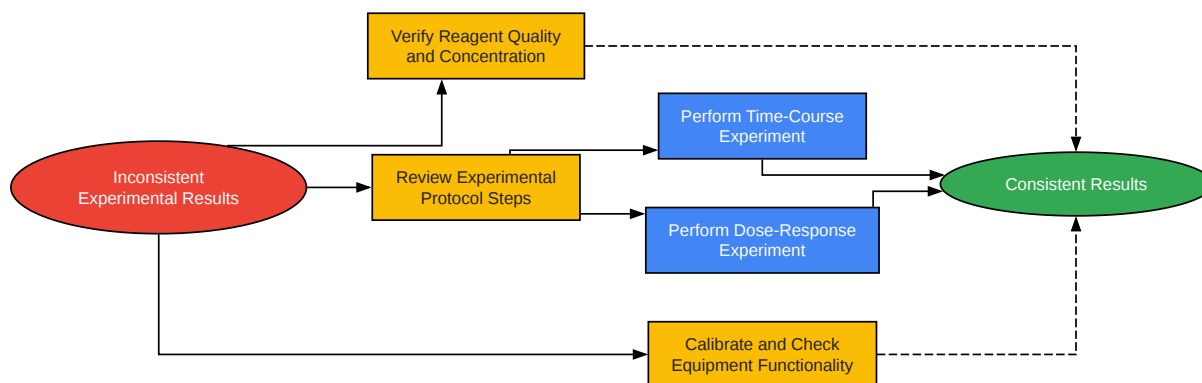 Verify Reagent Quality
and Concentration
Perform Time-Course
Experiment
Inconsistent
Experimental Results
Review Experimental
Protocol Steps
Consistent Results
Perform Dose-Response
Experiment
Calibrate and Check
Equipment Functionality